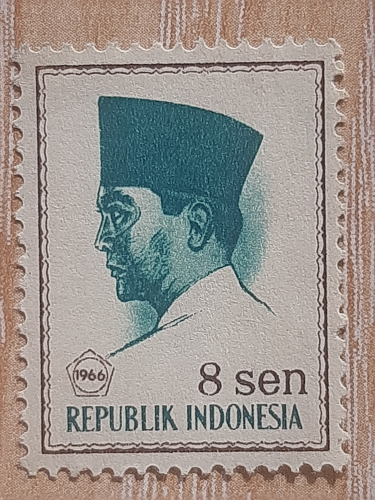 1966
8 sen
REPUBLIK INDONESIA